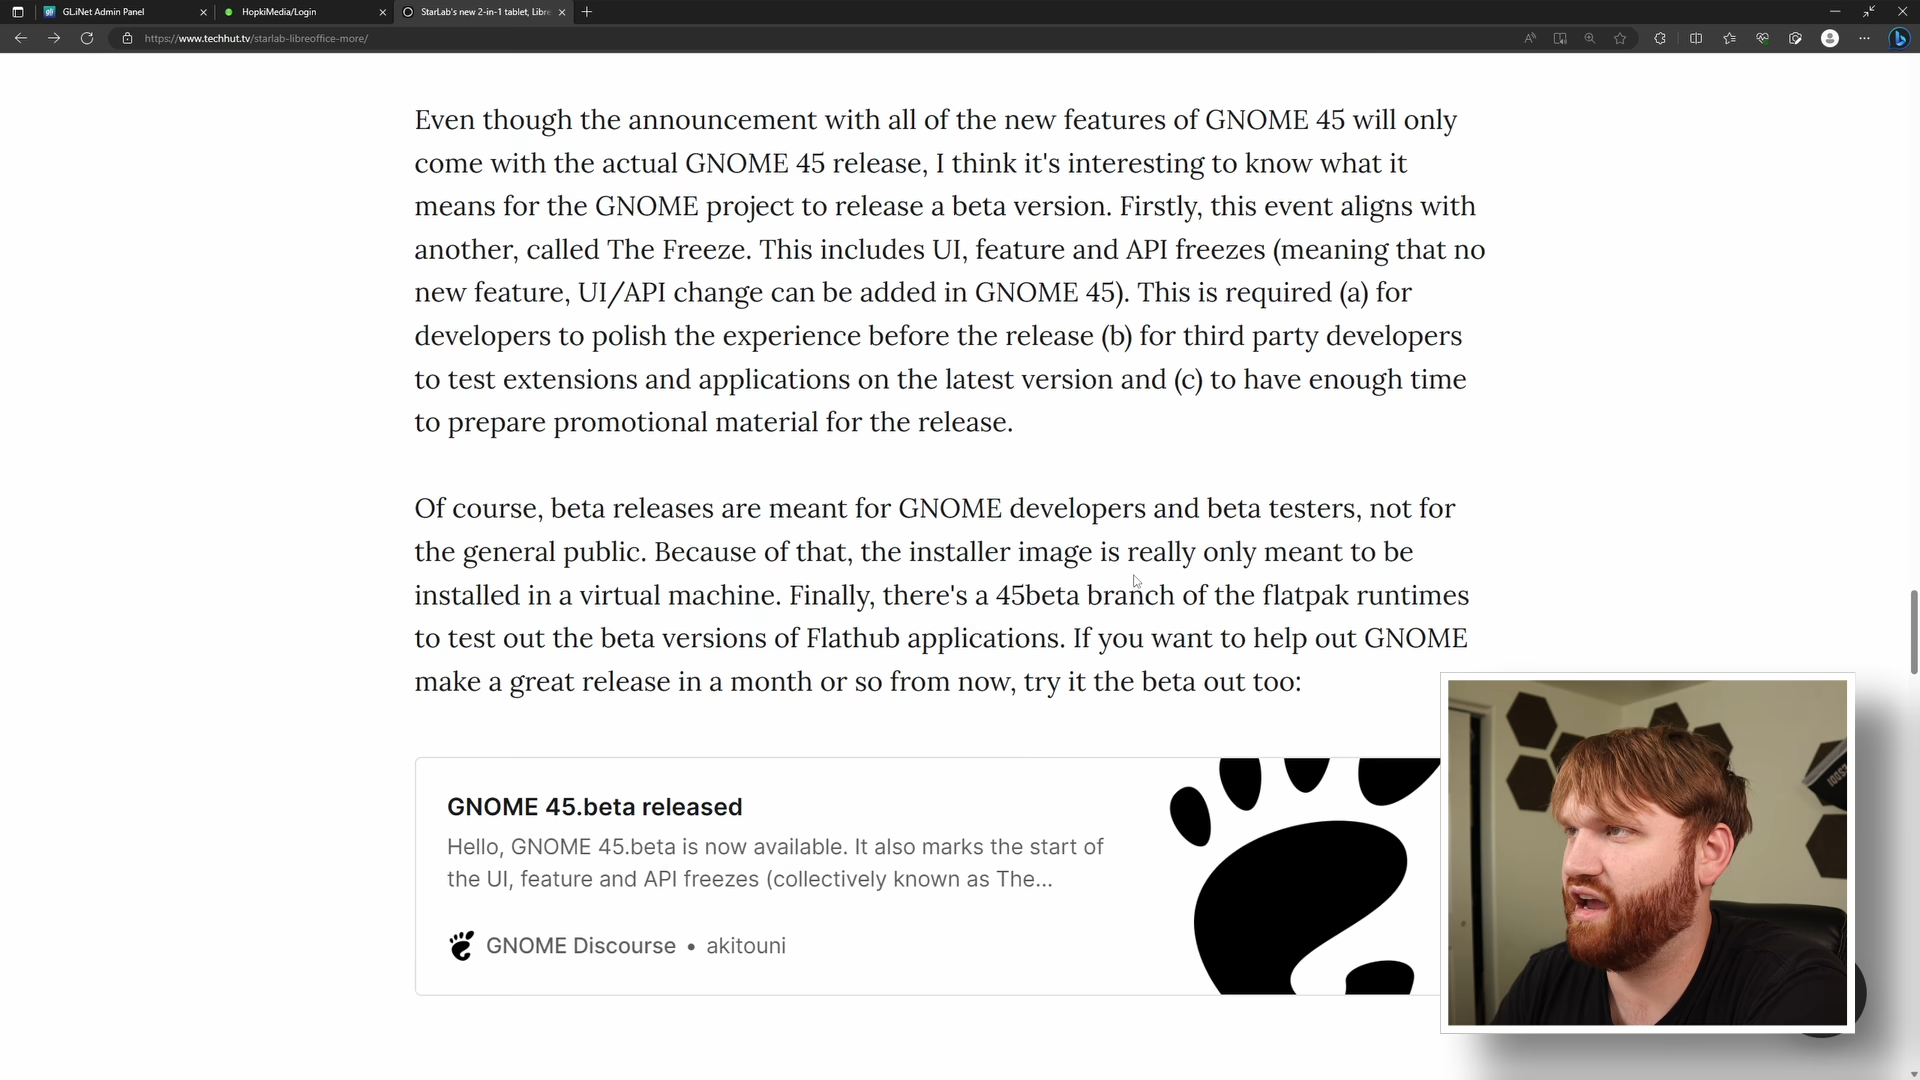 GLiNet Admin Panel
HopkiMedia/Login
StarLab's new 2-in-1 tablet, Libre
https://www.techhut.tv/starlab-libreoffice-more/
Even though the announcement with all of the new features of GNOME 45 will only
come with the actual GNOME 45 release, I think it's interesting to know what it
means for the GNOME project to release a beta version. Firstly, this event aligns with
another, called The Freeze. This includes UI, feature and API freezes (meaning that no
new feature, UI/API change can be added in GNOME 45). This is required (a) for
developers to polish the experience before the release (b) for third party developers
to test extensions and applications on the latest version and (c) to have enough time
to prepare promotional material for the release.
Of course, beta releases are meant for GNOME developers and beta testers, not for
the general public. Because of that, the installer image is really only meant to be
installed in a virtual machine. Finally, there's a 45beta branch of the flatpak runtimes
to test out the beta versions of Flathub applications. If you want to help out GNOME
make a great release in a month or so from now, try it the beta out too:
GNOME 45.beta released
Hello, GNOME 45.beta is now available. It also marks the start of
the UI, feature and API freezes (collectively known as The...
GNOME Discourse • akitouni